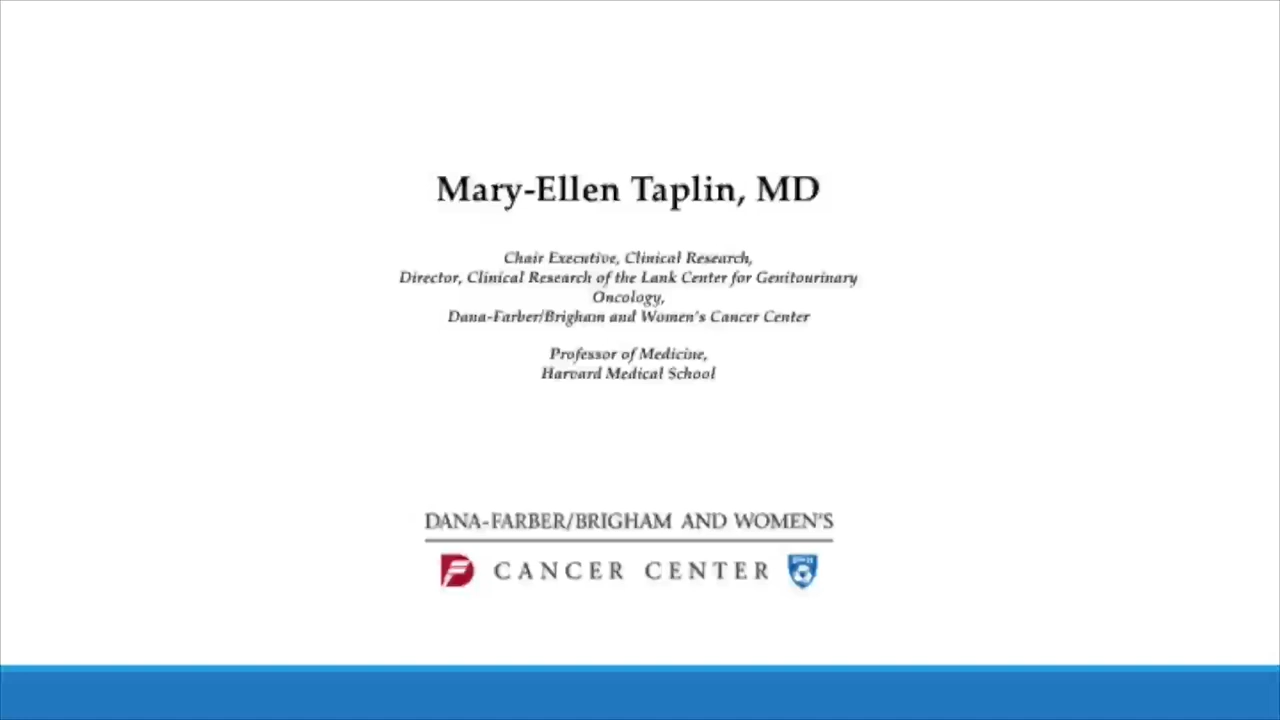 Mary-Ellen Taplin, MD
Chair Executive, Clinical Research,
Director, Clinical Research of the Lank Center for Genitourinary
Oncology,
Dana-Farber/Brigham and Women's Cancer Center
Professor of Medicine,
Harvard Medical School
DANA-FARBER/BRIGHAM AND WOMEN'S
CANCER CENTER